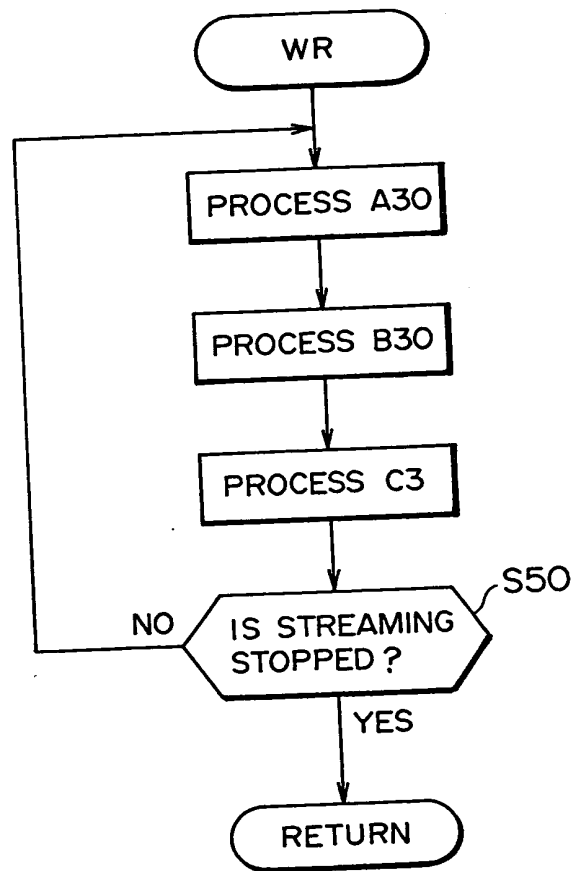 WR
PROCESS A30
PROCESS B30
PROCESS C3
S50
NO
IS STREAMING
STOPPED?
YES
RETURN